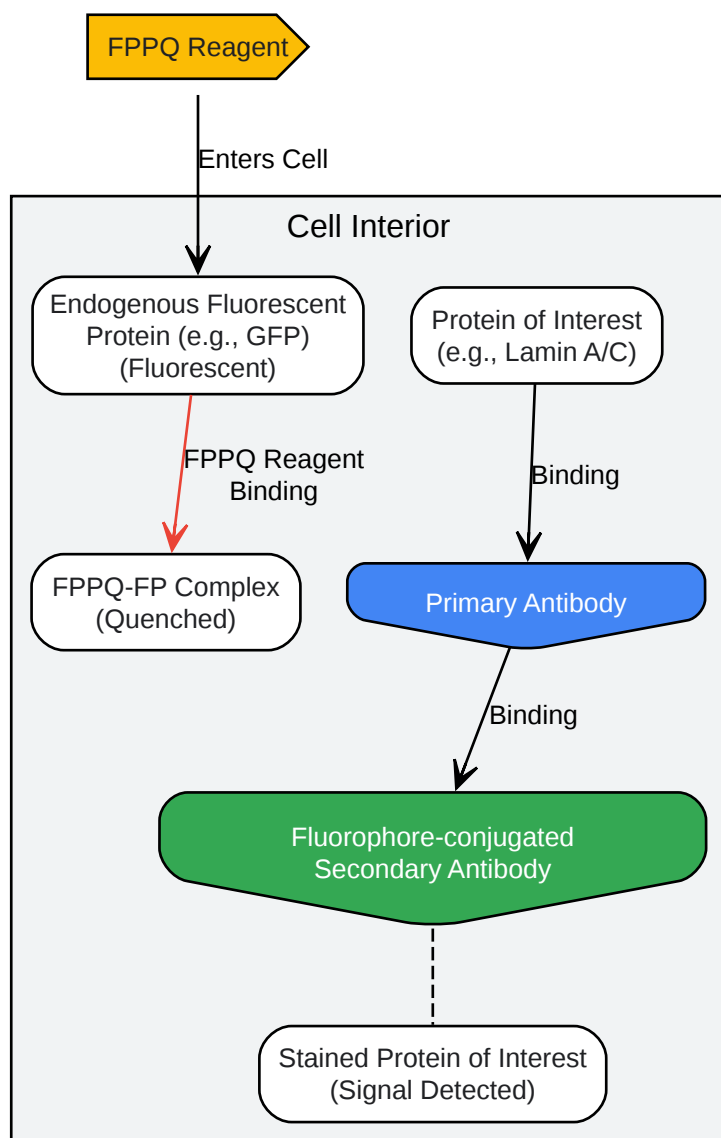 FPPQ Reagent
Enters Cell
Cell Interior
Endogenous Fluorescent
Protein (e.g., GFP)
(Fluorescent)
Protein of Interest
(e.g., Lamin A/C)
FPPQ Reagent
Binding
Binding
FPPQ-FP Complex
(Quenched)
Primary Antibody
Binding
Fluorophore-conjugated
Secondary Antibody
Stained Protein of Interest
(Signal Detected)